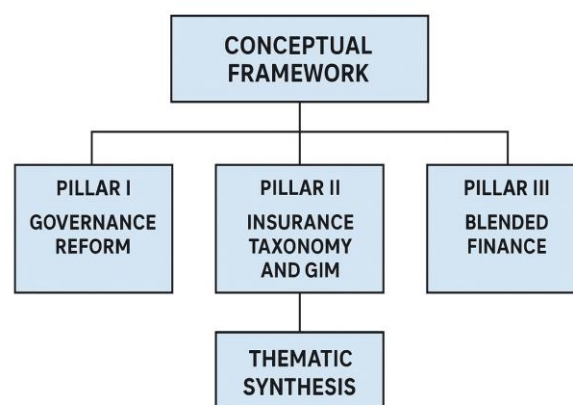 CONCEPTUAL
FRAMEWORK
PILLAR I
GOVERNANCE
REFORM
PILLAR II
INSURANCE
TAXONOMY
AND GIM
PILLAR III
BLENDED
FINANCE
THEMATIC
SYNTHESIS